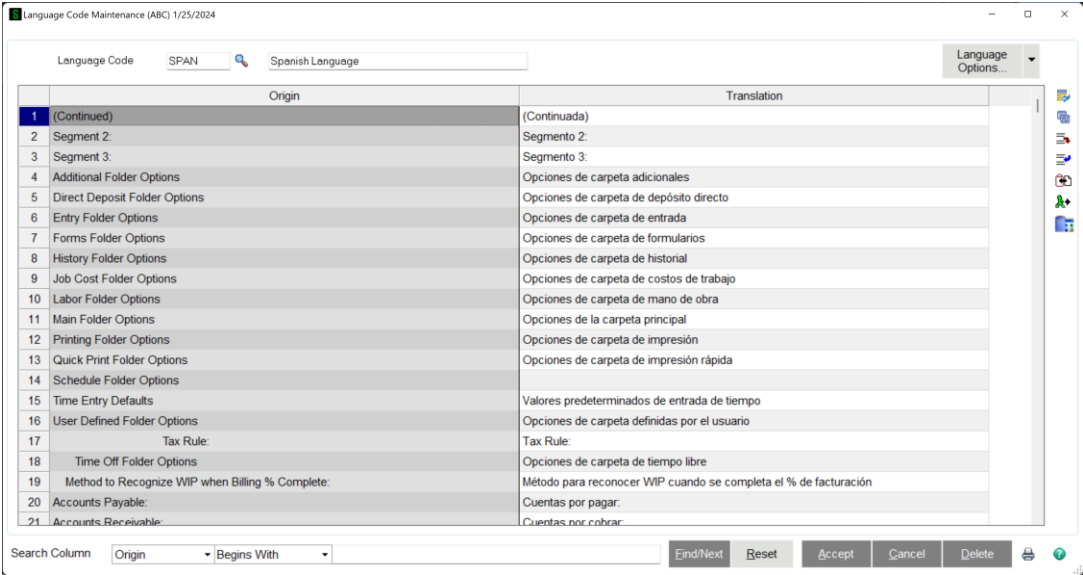 Language Code Maintenance (ABC) 1/25/2024
Language Code SPAN Spanish Language
Language Options...
Origin Translation
1 (Continued) (Continuada)
2 Segment 2: Segmento 2:
3 Segment 3: Segmento 3:
4 Additional Folder Options Opciones de carpeta adicionales
5 Direct Deposit Folder Options Opciones de carpeta de depósito directo
6 Entry Folder Options Opciones de carpeta de entrada
7 Forms Folder Options Opciones de carpeta de formularios
8 History Folder Options Opciones de carpeta de historial
9 Job Cost Folder Options Opciones de carpeta de costos de trabajo
10 Labor Folder Options Opciones de carpeta de mano de obra
11 Main Folder Options Opciones de la carpeta principal
12 Printing Folder Options Opciones de carpeta de impresión
13 Quick Print Folder Options Opciones de carpeta de impresión rápida
14 Schedule Folder Options
15 Time Entry Defaults Valores predeterminados de entrada de tiempo
16 User Defined Folder Options Opciones de carpeta definidas por el usuario
17 Tax Rule: Tax Rule:
18 Time Off Folder Options Opciones de carpeta de tiempo libre
19 Method to Recognize WIP when Billing % Complete: Método para reconocer WIP cuando se completa el % de facturación
20 Accounts Payable: Cuentas por pagar:
21 Accounts Receivable: Cuentas por cobrar:
Search Column Origin Begins With Find/Next Reset Accept Cancel Delete